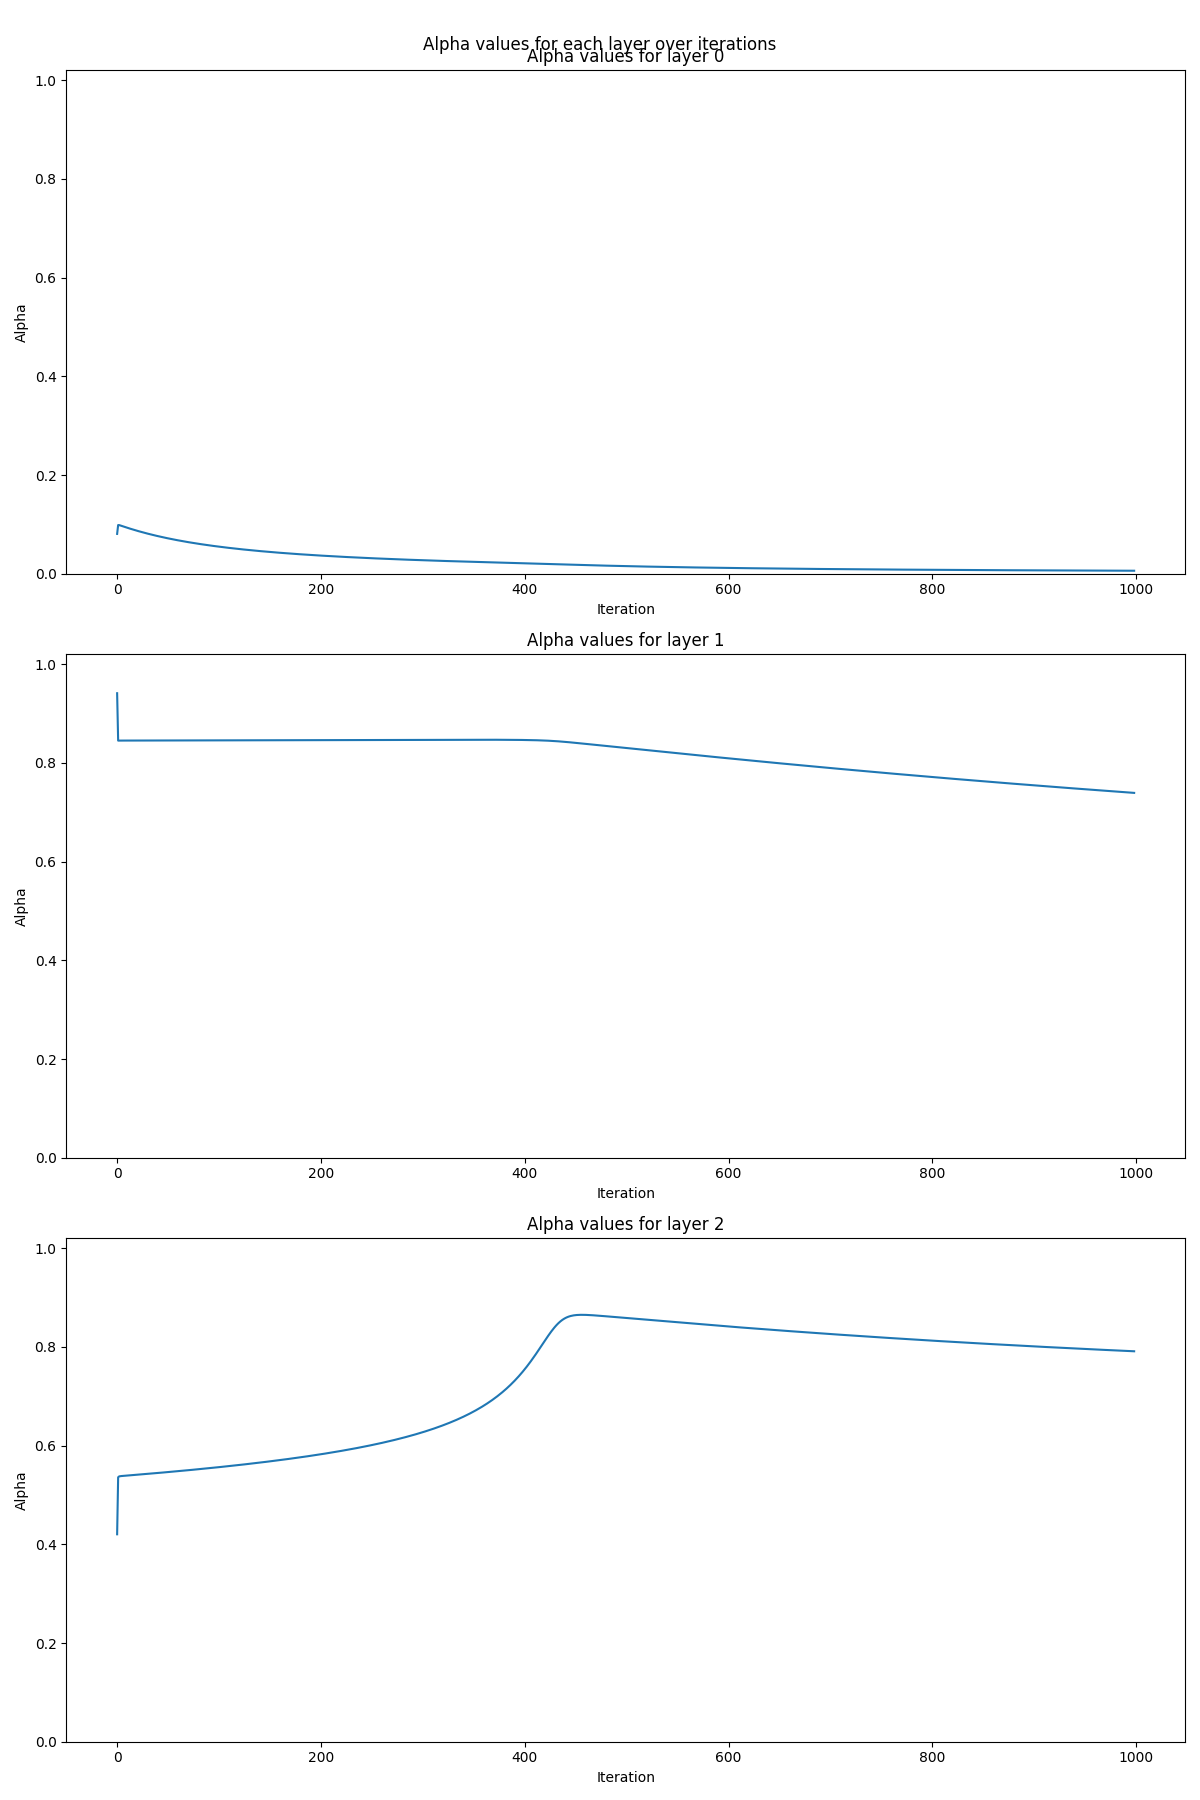 Alpha values for each layer over iterations
Alpha values for layer 0
1.0
0.8
0.6
0.4
0.2
0.0
Alpha
0 200 400 600 800 1000
Iteration
Alpha values for layer 1
1.0
0.8
0.6
0.4
0.2
0.0
Alpha
0 200 400 600 800 1000
Iteration
Alpha values for layer 2
1.0
0.8
0.6
0.4
0.2
0.0
Alpha
0 200 400 600 800 1000
Iteration